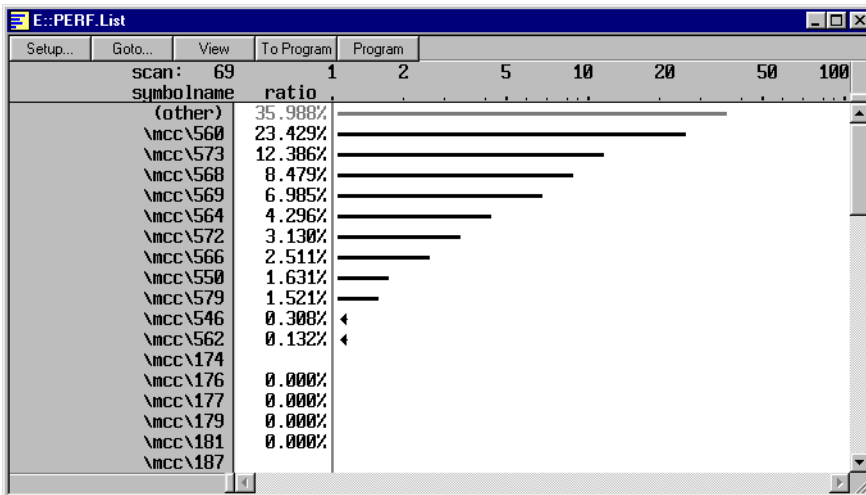 E::PERF.List
Setup... Goto... View To Program Program
scan: 69 1 2 5 10 20 50 100
symbolname ratio
(other) 35.988%
\mcc\560 23.429%
\mcc\573 12.386%
\mcc\568 8.479%
\mcc\569 6.985%
\mcc\564 4.296%
\mcc\572 3.130%
\mcc\566 2.511%
\mcc\550 1.631%
\mcc\579 1.521%
\mcc\546 0.308%
\mcc\562 0.132%
\mcc\174
\mcc\176 0.000%
\mcc\177 0.000%
\mcc\179 0.000%
\mcc\181 0.000%
\mcc\187